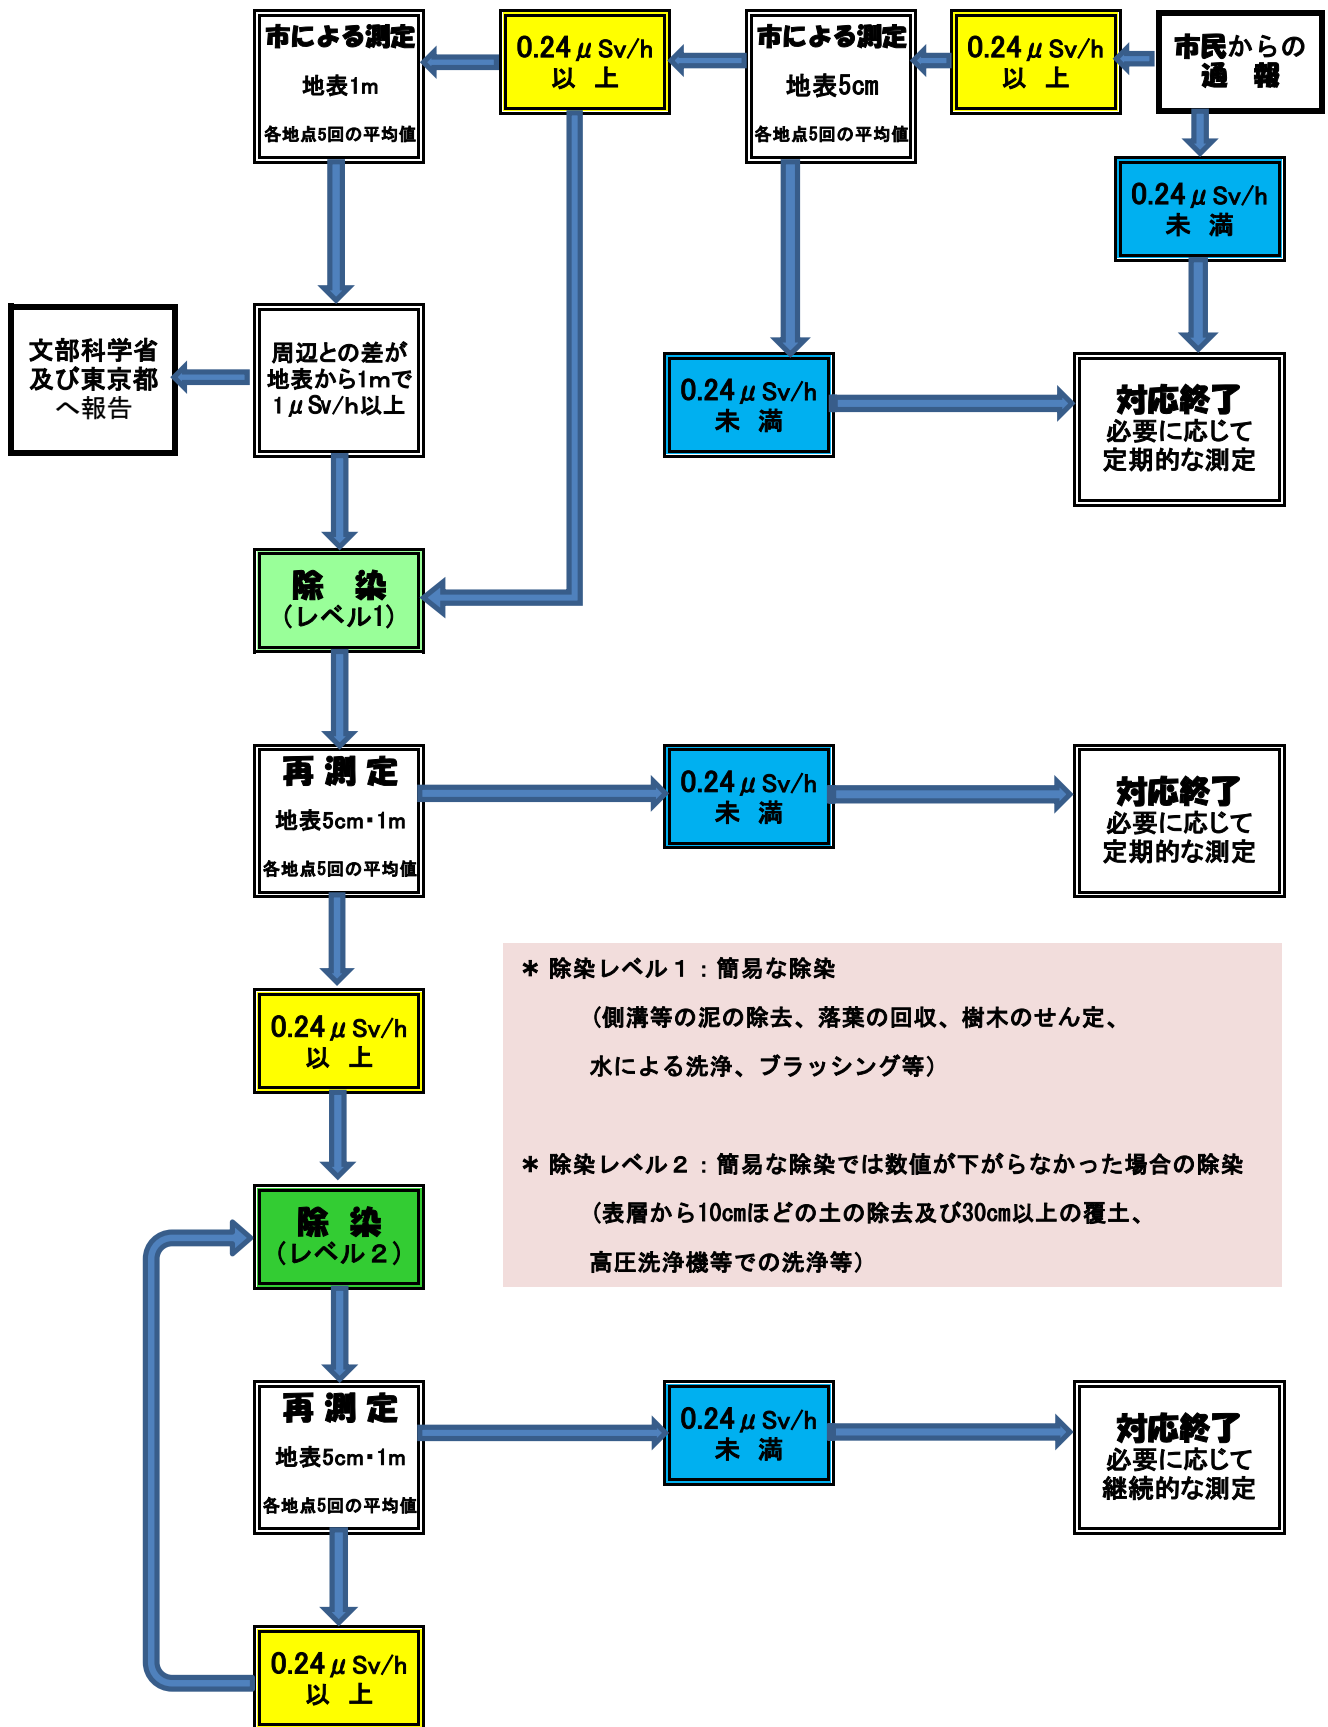 市民からの
通　報
0.24μSv/h
以　上
市による測定
地表5cm
各地点5回の平均値
0.24μSv/h
以　上
市による測定
地表1m
各地点5回の平均値
0.24μSv/h
未　満
文部科学省
及び東京都
へ報告
周辺との差が
地表から1mで
1μSv/h以上
0.24μSv/h
未　満
対応終了
必要に応じて
定期的な測定
除　染
（レベル1）
再 測 定
地表5cm・1m
各地点5回の平均値
0.24μSv/h
未　満
対応終了
必要に応じて
定期的な測定
0.24μSv/h
以　上
＊ 除染レベル１：簡易な除染
（側溝等の泥の除去、落葉の回収、樹木のせん定、
水による洗浄、ブラッシング等）
＊ 除染レベル２：簡易な除染では数値が下がらなかった場合の除染
（表層から10cmほどの土の除去及び30cm以上の覆土、
高圧洗浄機等での洗浄等）
除　染
（レベル２）
再 測 定
地表5cm・1m
各地点5回の平均値
0.24μSv/h
未　満
対応終了
必要に応じて
継続的な測定
0.24μSv/h
以　上